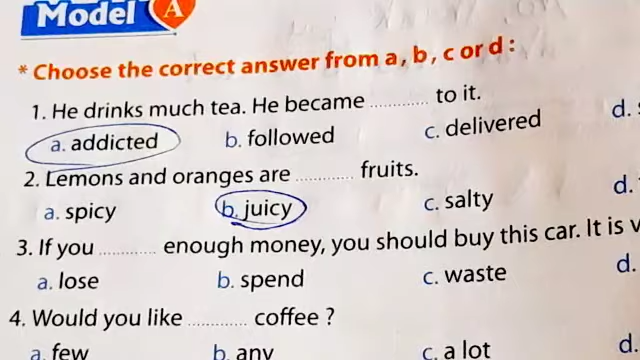 Model A
* Choose the correct answer from a, b, c or d :
1. He drinks much tea. He became ............ to it.
a. addicted b. followed c. delivered d.
2. Lemons and oranges are ............ fruits.
a. spicy b. juicy c. salty d.
3. If you ............ enough money, you should buy this car. It is
a. lose b. spend c. waste d.
4. Would you like ............ coffee ?
a. few b. any c. a lot d.